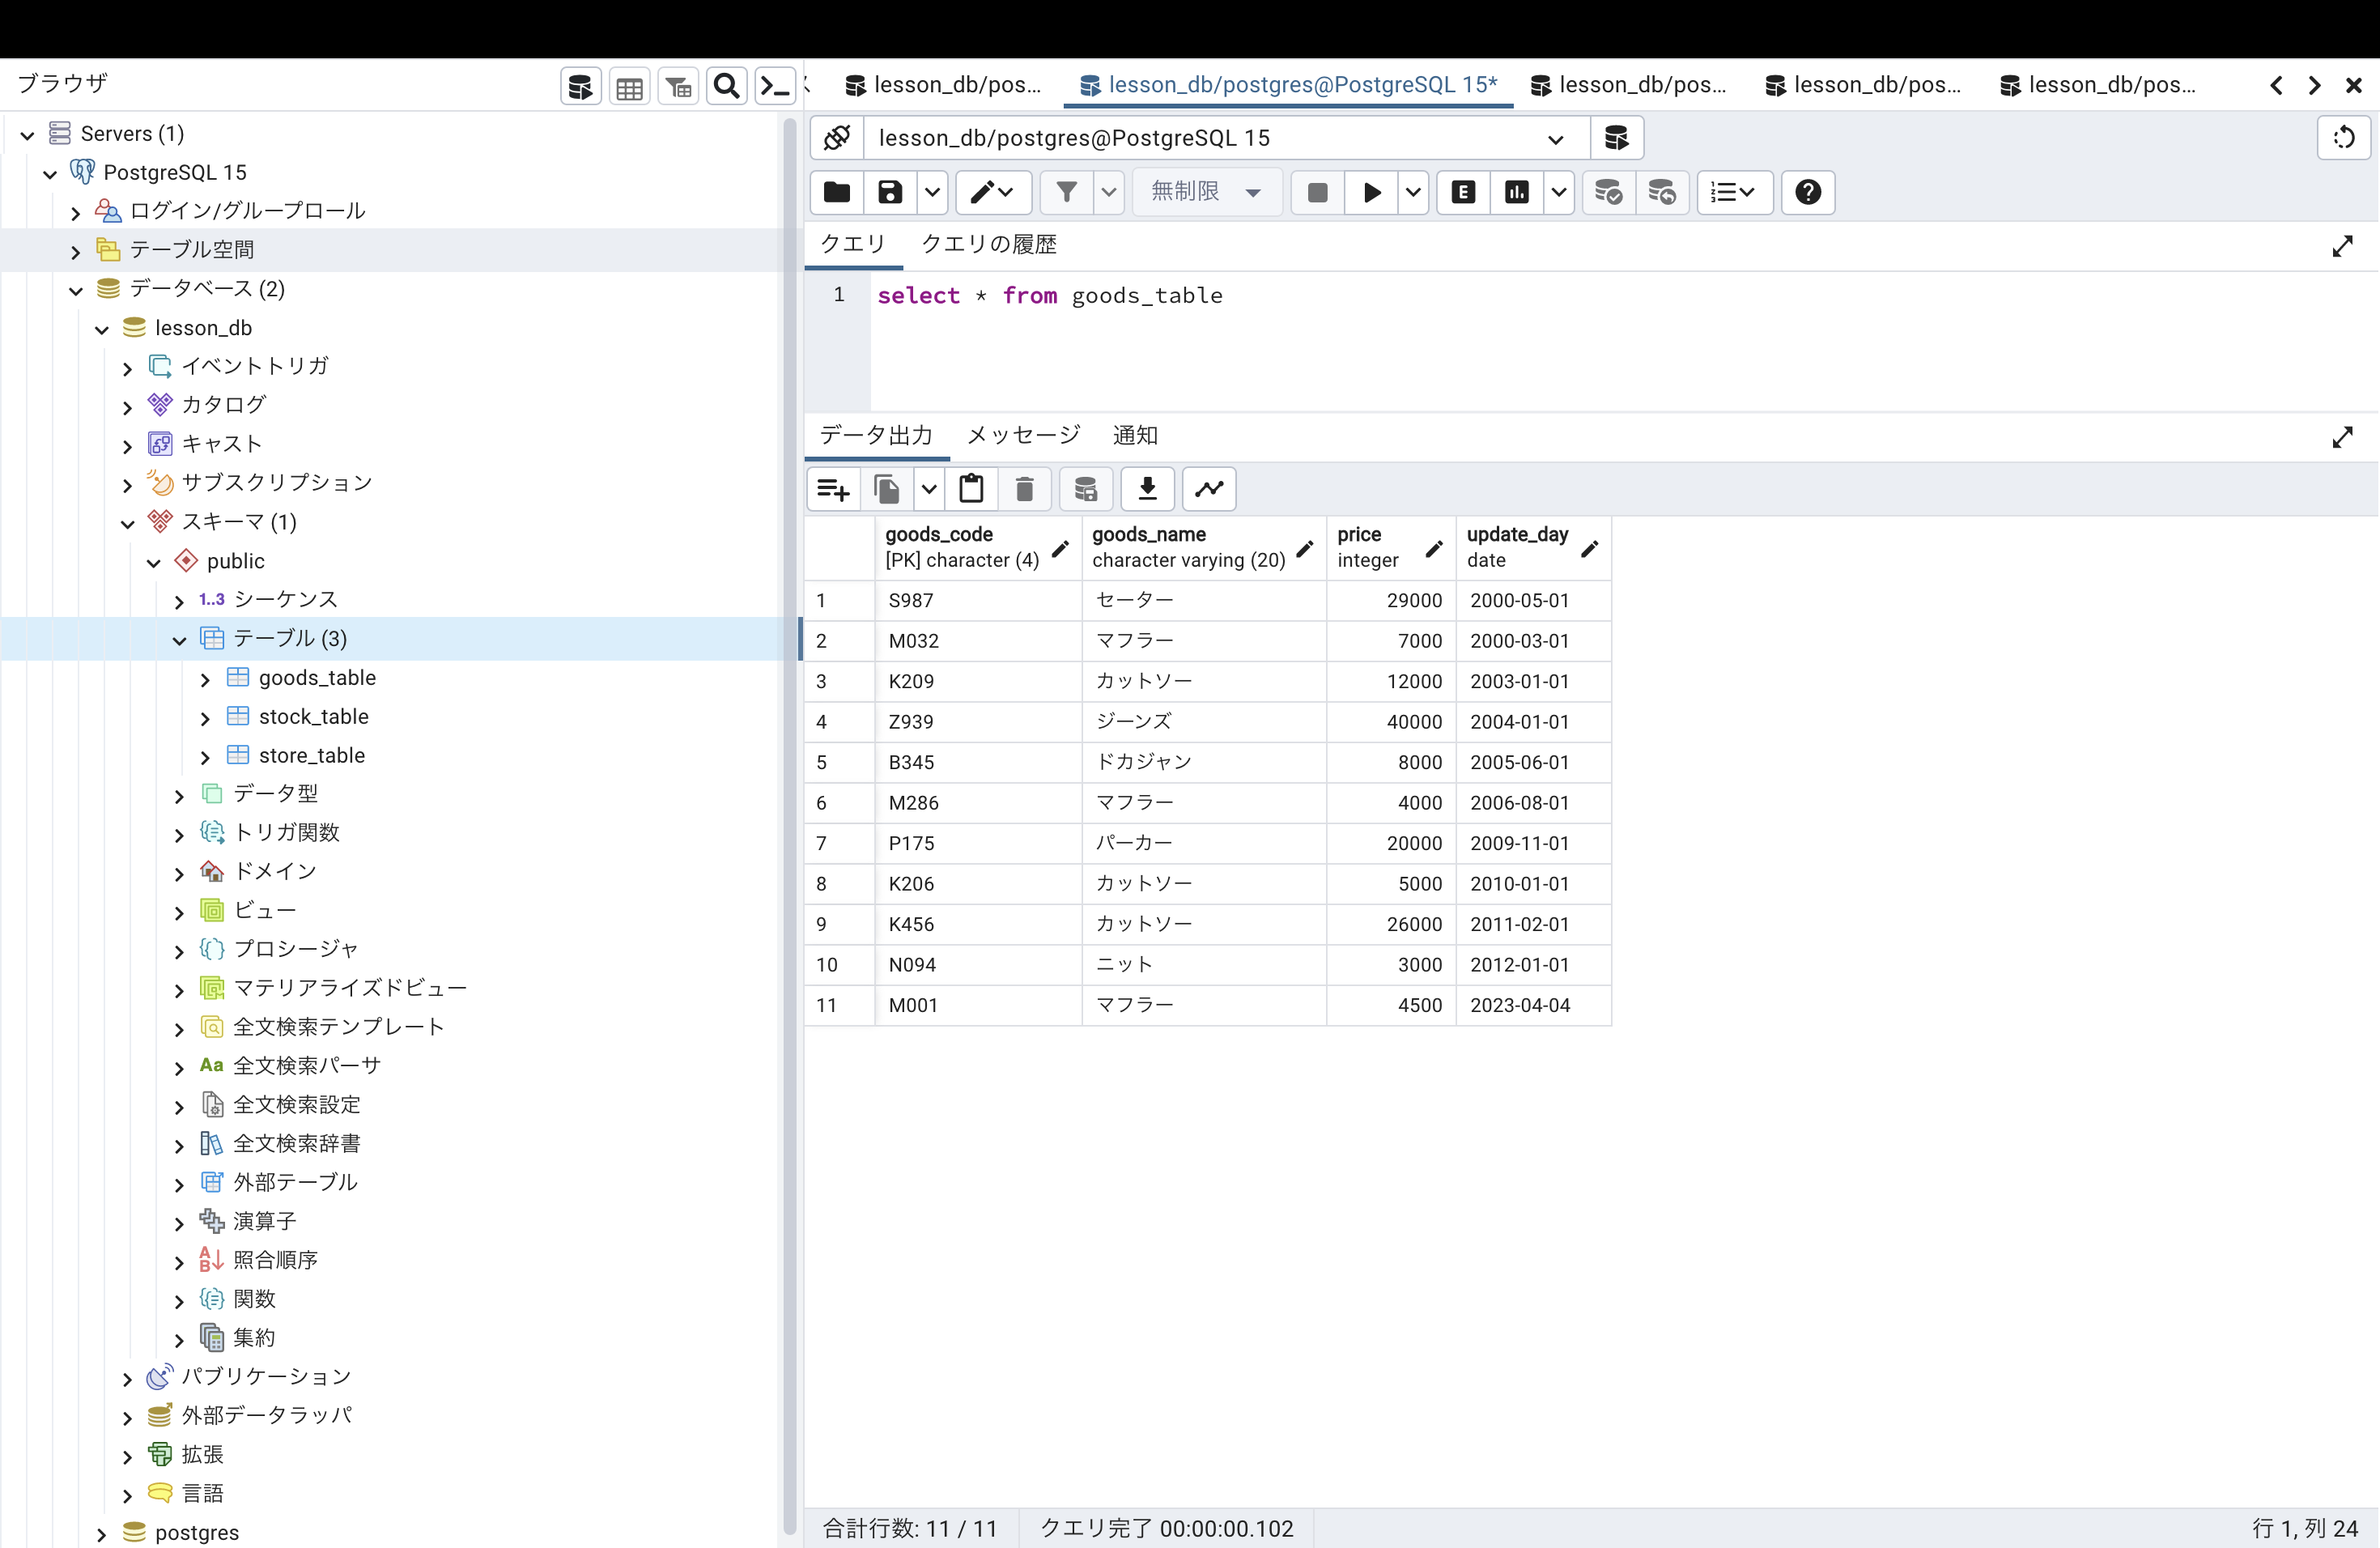 ブラウザ
Servers (1)
PostgreSQL 15
ログイン/グループロール
テーブル空間
データベース (2)
lesson_db
イベントトリガ
カタログ
キャスト
サブスクリプション
スキーマ (1)
public
1..3 シーケンス
テーブル (3)
goods_table
stock_table
store_table
データ型
トリガ関数
ドメイン
ビュー
プロシージャ
マテリアライズドビュー
全文検索テンプレート
Aa 全文検索パーサ
全文検索設定
全文検索辞書
外部テーブル
演算子
照合順序
関数
集約
パブリケーション
外部データラッパ
拡張
言語
postgres
lesson_db/pos... lesson_db/postgres@PostgreSQL 15* lesson_db/pos... lesson_db/pos... lesson_db/pos...
lesson_db/postgres@PostgreSQL 15
無制限 E
クエリ クエリの履歴
1 select * from goods_table
データ出力 メッセージ 通知
goods_code goods_name price update_day
[PK] character (4) character varying (20) integer date
1 S987 セーター 29000 2000-05-01
2 M032 マフラー 7000 2000-03-01
3 K209 カットソー 12000 2003-01-01
4 Z939 ジーンズ 40000 2004-01-01
5 B345 ドカジャン 8000 2005-06-01
6 M286 マフラー 4000 2006-08-01
7 P175 パーカー 20000 2009-11-01
8 K206 カットソー 5000 2010-01-01
9 K456 カットソー 26000 2011-02-01
10 N094 ニット 3000 2012-01-01
11 M001 マフラー 4500 2023-04-04
合計行数: 11 / 11 クエリ完了 00:00:00.102 行 1, 列 24